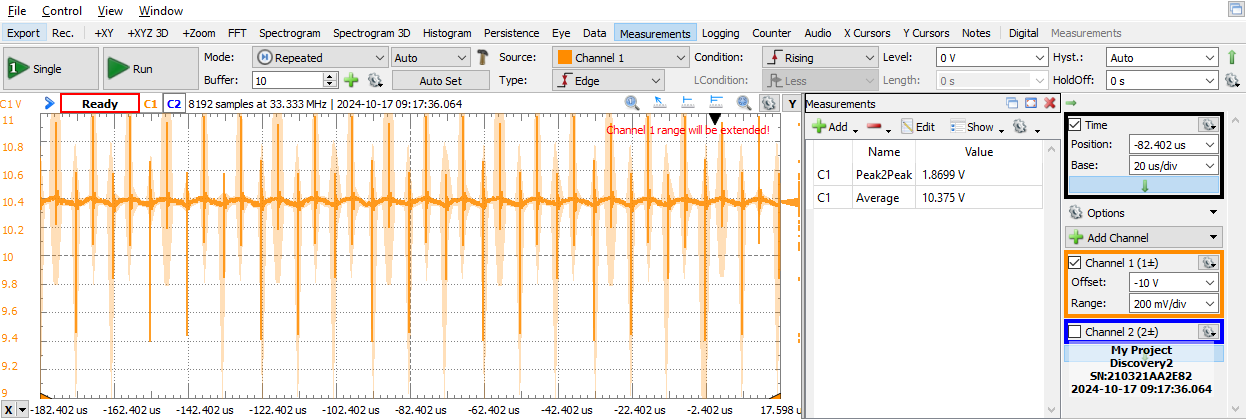 File Control View Window
Export Rec. +XY +XYZ 3D +Zoom FFT Spectrogram Spectrogram 3D Histogram Persistence Eye Data Measurements Logging Counter Audio X Cursors Y Cursors Notes Digital Measurements
1 Single Run Mode: Repeated Auto Source: Channel 1 Condition: Rising Level: 0 V Hyst.: Auto
Buffer: 10 Auto Set Type: Edge LCondition: Less Length: 0 s HoldOff: 0 s
C1 V Ready C1 C2 8192 samples at 33.333 MHz | 2024-10-17 09:17:36.064 Y
Channel 1 range will be extended!
11
10.8
10.6
10.4
10.2
10
9.8
9.6
9.4
9.2
9
X -182.402 us -162.402 us -142.402 us -122.402 us -102.402 us -82.402 us -62.402 us -42.402 us -22.402 us -2.402 us 17.598 us
Measurements
Add Edit Show
Name Value
C1 Peak2Peak 1.8699 V
C1 Average 10.375 V
Time
Position: -82.402 us
Base: 20 us/div
Options
Add Channel
Channel 1 (1±)
Offset: -10 V
Range: 200 mV/div
Channel 2 (2±)
My Project
Discovery2
SN:210321AA2E82
2024-10-17 09:17:36.064